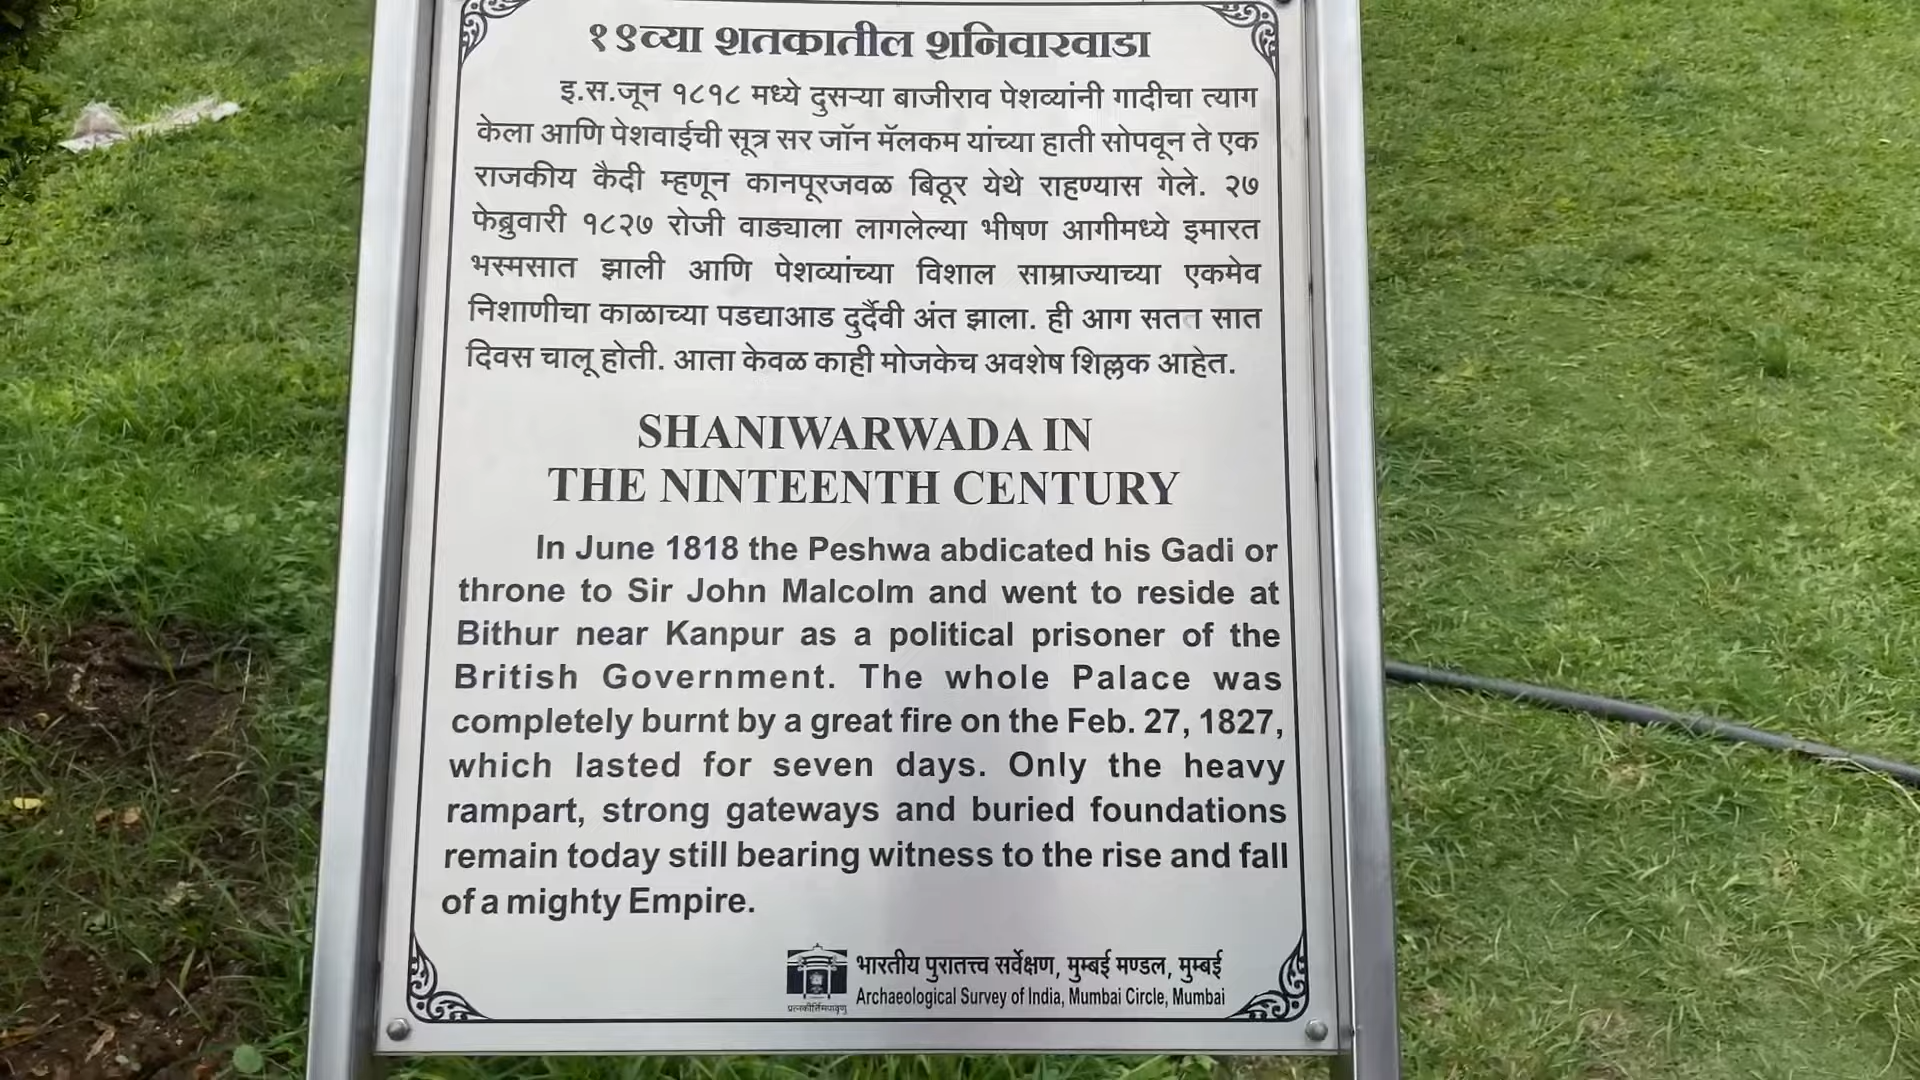 १९व्या शतकातील शनिवारवाडा
इ.स.जून १८१८ मध्ये दुसऱ्या बाजीराव पेशव्यांनी गादीचा त्याग
केला आणि पेशवाईची सूत्र सर जॉन मॅलकम यांच्या हाती सोपवून ते एक
राजकीय कैदी म्हणून कानपूरजवळ बिठूर येथे राहण्यास गेले. २७
फेब्रुवारी १८२७ रोजी वाड्याला लागलेल्या भीषण आगीमध्ये इमारत
भस्मसात झाली आणि पेशव्यांच्या विशाल साम्राज्याच्या एकमेव
निशाणीचा काळाच्या पडद्याआड दुर्दैवी अंत झाला. ही आग सतत सात
दिवस चालू होती. आता केवळ काही मोजकेच अवशेष शिल्लक आहेत.
SHANIWARWADA IN
THE NINTEENTH CENTURY
In June 1818 the Peshwa abdicated his Gadi or
throne to Sir John Malcolm and went to reside at
Bithur near Kanpur as a political prisoner of the
British Government. The whole Palace was
completely burnt by a great fire on the Feb. 27, 1827,
which lasted for seven days. Only the heavy
rampart, strong gateways and buried foundations
remain today still bearing witness to the rise and fall
of a mighty Empire.
भारतीय पुरातत्त्व सर्वेक्षण, मुम्बई मण्डल, मुम्बई
Archaeological Survey of India, Mumbai Circle, Mumbai